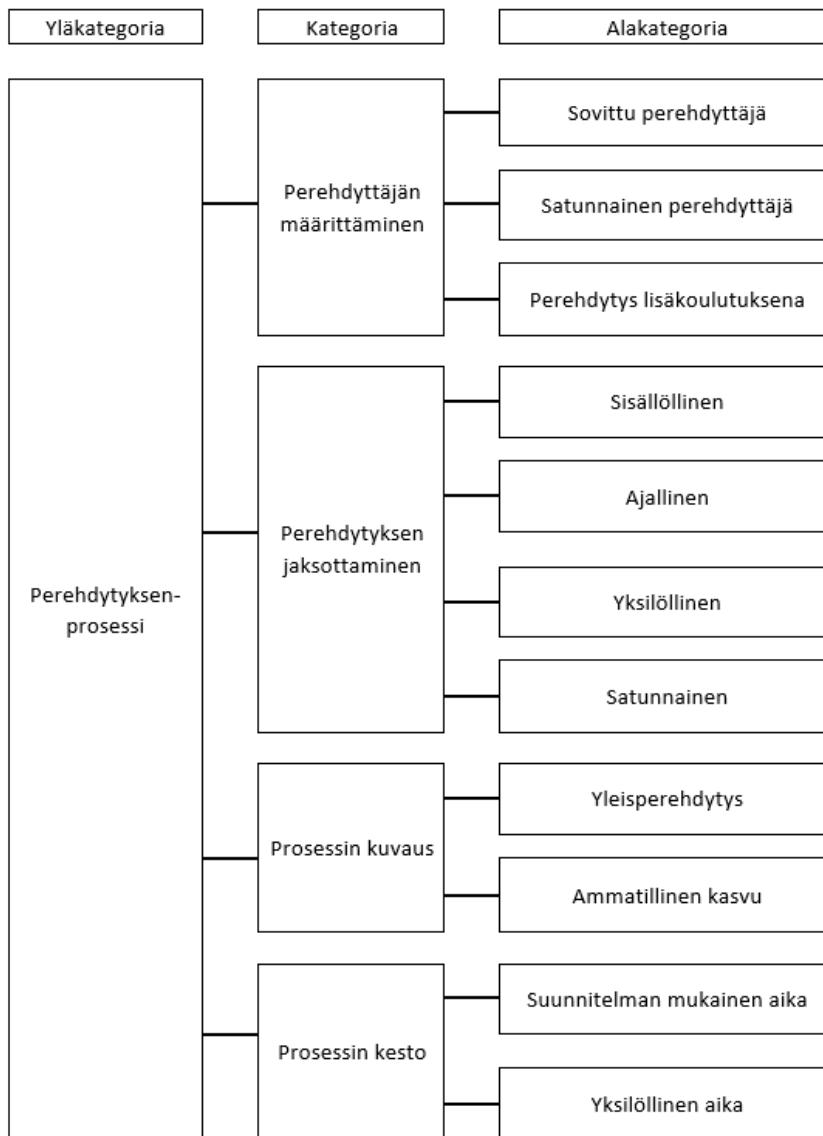 Yläkategoria
Kategoria
Alakategoria
Perehdytyksen-
prosessi
Perehdyttäjän
määrittäminen
Sovittu perehdyttäjä
Satunnainen perehdyttäjä
Perehdytys lisäkoulutuksena
Perehdytyksen
jaksottaminen
Sisällöllinen
Ajallinen
Yksilöllinen
Satunnainen
Prosessin kuvaus
Yleisperehdytys
Ammatillinen kasvu
Prosessin kesto
Suunnitelman mukainen aika
Yksilöllinen aika